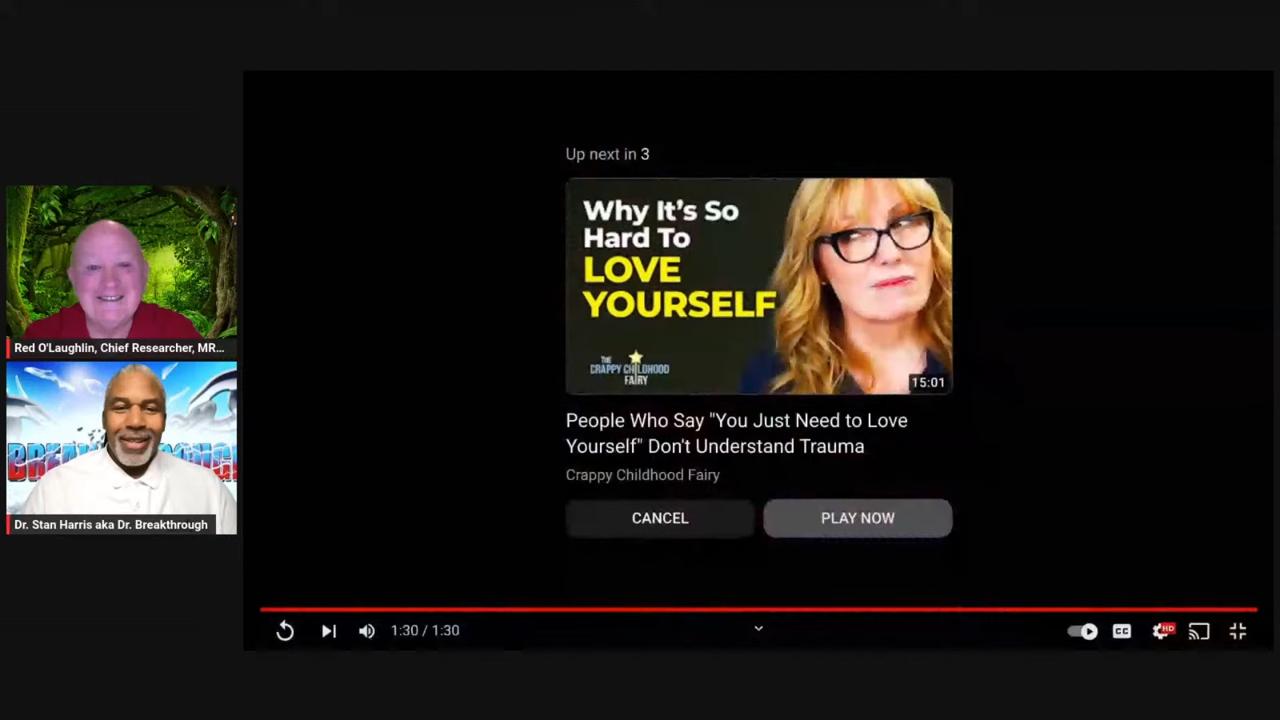 Up next in 3
Why It's So
Hard To
LOVE
YOURSELF
THE
CRAPPY CHILDHOOD
FAIRY
15:01
People Who Say "You Just Need to Love
Yourself" Don't Understand Trauma
Crappy Childhood Fairy
CANCEL
PLAY NOW
Red O'Laughlin, Chief Researcher, MR...
Dr. Stan Harris aka Dr. Breakthrough
1:30 / 1:30
CC
HD